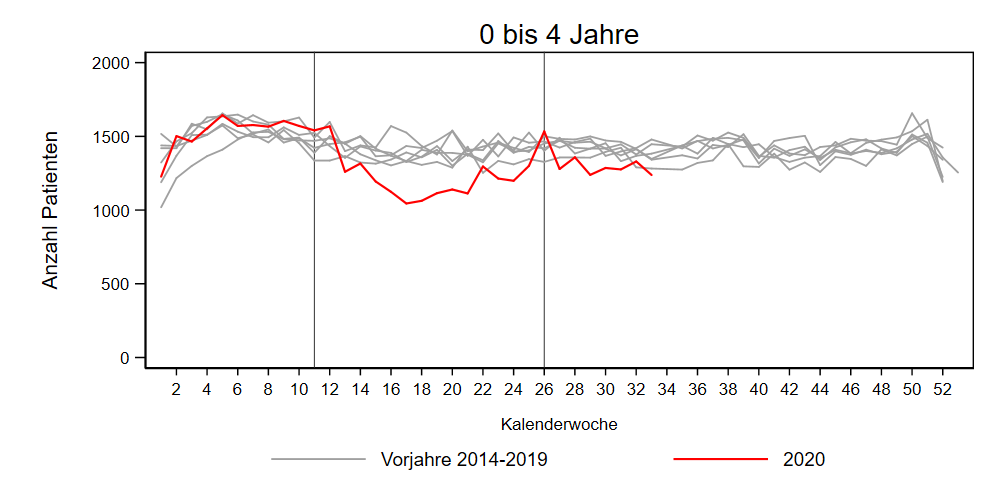 0 bis 4 Jahre
Anzahl Patienten
2000
1500
1000
500
0
2 4 6 8 10 12 14 16 18 20 22 24 26 28 30 32 34 36 38 40 42 44 46 48 50 52
Kalenderwoche
Vorjahre 2014-2019 2020